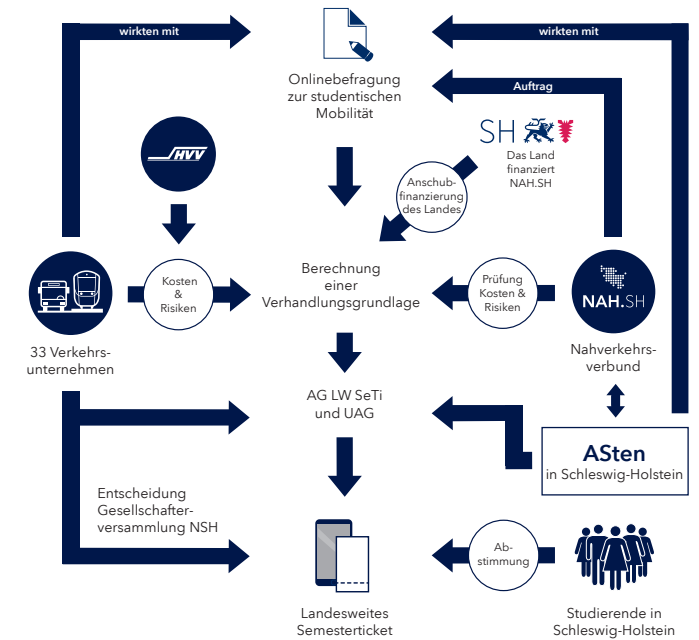 wirkten mit
wirkten mit
Onlinebefragung
zur studentischen
Mobilität
Auftrag
SH
Das Land
finanziert
NAH.SH
HVV
Anschub-
finanzierung
des Landes
Kosten
&
Risiken
Berechnung
einer
Verhandlungsgrundlage
Prüfung
Kosten &
Risiken
NAH.SH
33 Verkehrs-
unternehmen
Nahverkehrs-
verbund
AG LW SeTi
und UAG
ASten
in Schleswig-Holstein
Entscheidung
Gesellschafter-
versammlung NSH
Ab-
stimmung
Landesweites
Semesterticket
Studierende in
Schleswig-Holstein